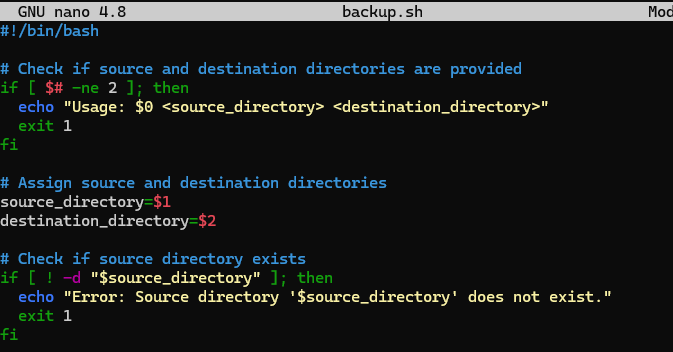 GNU nano 4.8 backup.sh Mod
#!/bin/bash
# Check if source and destination directories are provided
if [ $# -ne 2 ]; then
  echo "Usage: $0 <source_directory> <destination_directory>"
  exit 1
fi
# Assign source and destination directories
source_directory=$1
destination_directory=$2
# Check if source directory exists
if [ ! -d "$source_directory" ]; then
  echo "Error: Source directory '$source_directory' does not exist."
  exit 1
fi